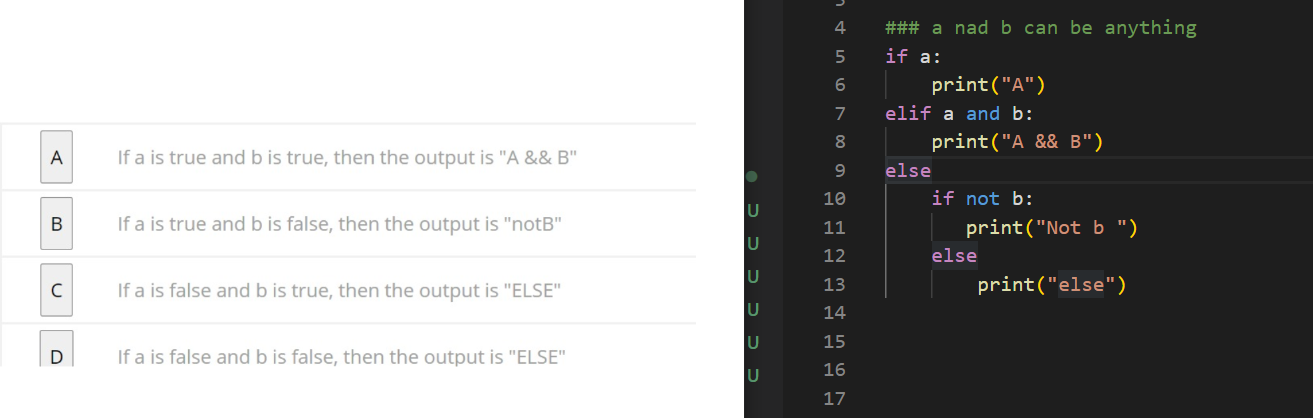 A If a is true and b is true, then the output is "A && B"
B If a is true and b is false, then the output is "notB"
C If a is false and b is true, then the output is "ELSE"
D If a is false and b is false, then the output is "ELSE"
U
U
U
U
U
U
4 ### a nad b can be anything
5 if a:
6 print("A")
7 elif a and b:
8 print("A && B")
9 else
10 if not b:
11 print("Not b ")
12 else
13 print("else")
14
15
16
17